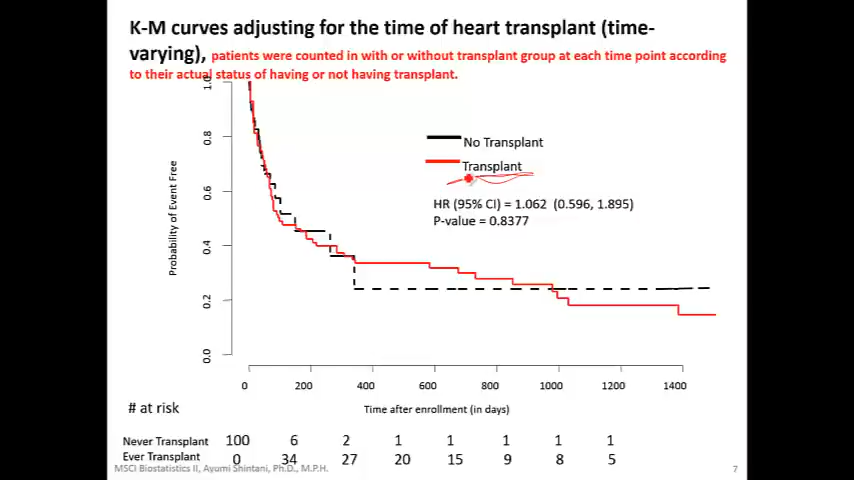 K-M curves adjusting for the time of heart transplant (time-
varying), patients were counted in with or without transplant group at each time point according
to their actual status of having or not having transplant.
No Transplant
Transplant
HR (95% CI) = 1.062 (0.596, 1.895)
P-value = 0.8377
Probability of Event Free
1.0
0.8
0.6
0.4
0.2
0.0
0 200 400 600 800 1000 1200 1400
Time after enrollment (in days)
# at risk
Never Transplant 100 6 2 1 1 1 1 1
Ever Transplant 0 34 27 20 15 9 8 5
MSCI Biostatistics II, Ayumi Shintani, Ph.D., M.P.H.
7